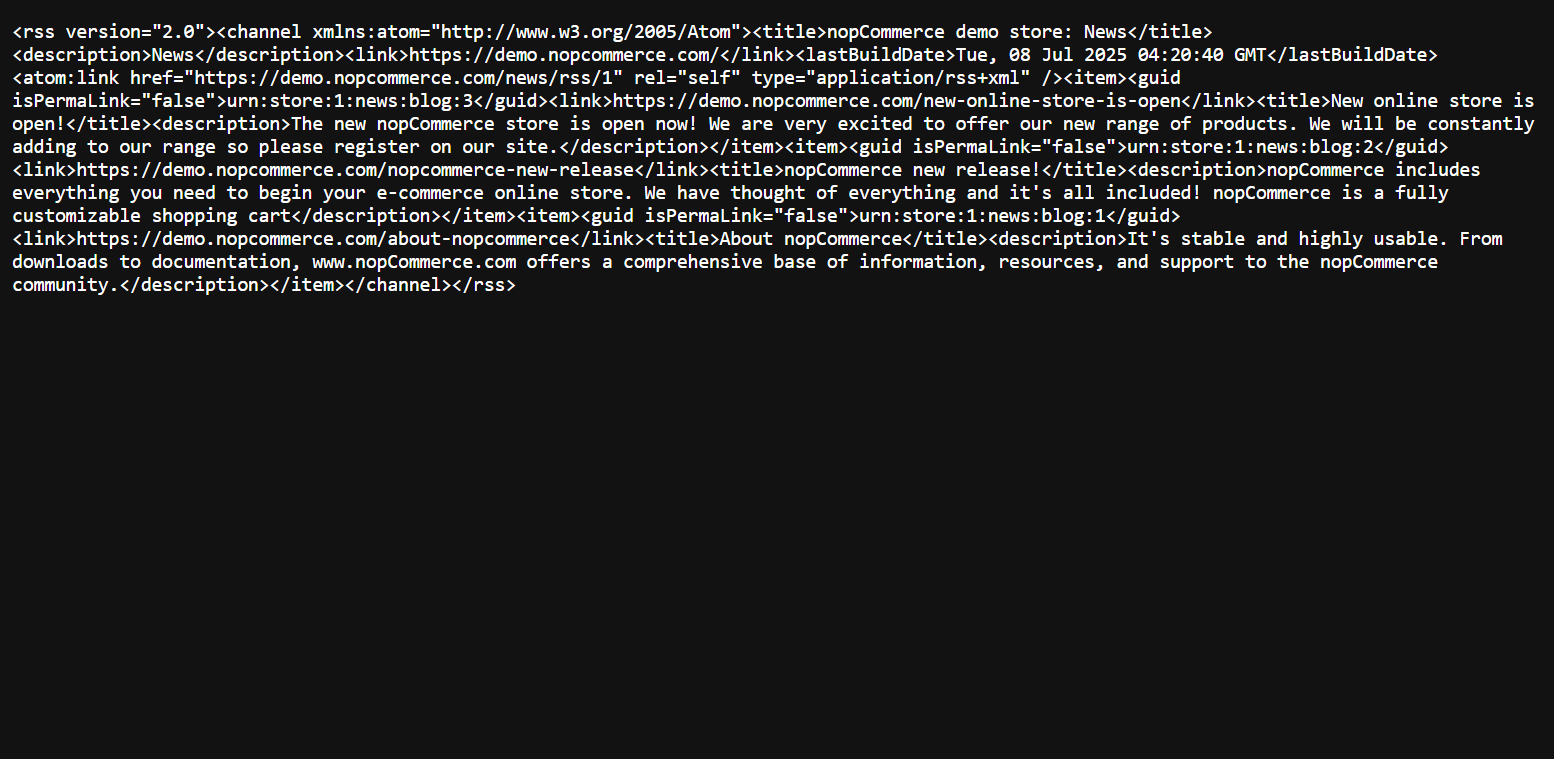 <rss version="2.0"><channel xmlns:atom="http://www.w3.org/2005/Atom"><title>nopCommerce demo store: News</title>
<description>News</description><link>https://demo.nopcommerce.com/</link><lastBuildDate>Tue, 08 Jul 2025 04:20:40 GMT</lastBuildDate>
<atom:link href="https://demo.nopcommerce.com/news/rss/1" rel="self" type="application/rss+xml" /><item><guid
isPermaLink="false">urn:store:1:news:blog:3</guid><link>https://demo.nopcommerce.com/new-online-store-is-open</link><title>New online store is
open!</title><description>The new nopCommerce store is open now! We are very excited to offer our new range of products. We will be constantly
adding to our range so please register on our site.</description></item><item><guid isPermaLink="false">urn:store:1:news:blog:2</guid>
<link>https://demo.nopcommerce.com/nopcommerce-new-release</link><title>nopCommerce new release!</title><description>nopCommerce includes
everything you need to begin your e-commerce online store. We have thought of everything and it's all included! nopCommerce is a fully
customizable shopping cart</description></item><item><guid isPermaLink="false">urn:store:1:news:blog:1</guid>
<link>https://demo.nopcommerce.com/about-nopcommerce</link><title>About nopCommerce</title><description>It's stable and highly usable. From
downloads to documentation, www.nopCommerce.com offers a comprehensive base of information, resources, and support to the nopCommerce
community.</description></item></channel></rss>